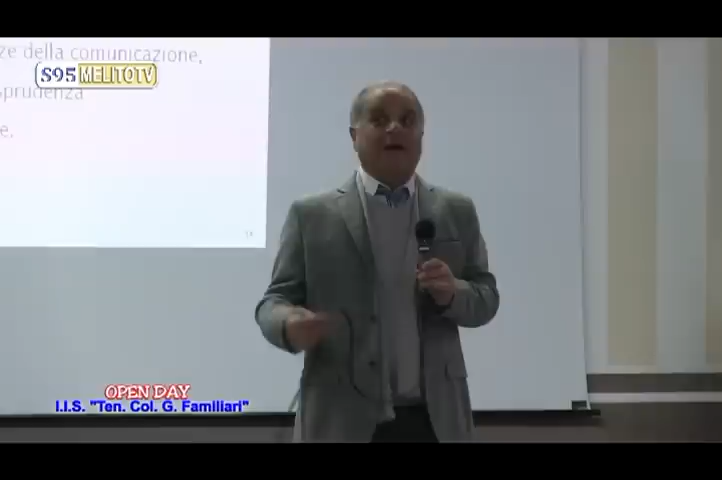 ze della comunicazione,
S95 MELITOTV
sprudenza
e.
OPEN DAY
I.I.S. "Ten. Col. G. Familiari"